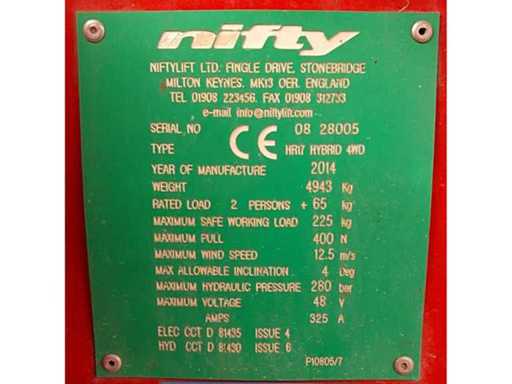 nifty
NIFTYLIFT LTD. FINGLE DRIVE, STONEBRIDGE
MILTON KEYNES. MK13 OER. ENGLAND
TEL 01908 223456. FAX 01908 312733
e-mail info@niftylift.com
SERIAL NO CE 08 28005
TYPE HR17 HYBRID 4WD
YEAR OF MANUFACTURE 2014
WEIGHT 4943 Kg
RATED LOAD 2 PERSONS + 65 kg
MAXIMUM SAFE WORKING LOAD 225 kg
MAXIMUM PULL 400 N
MAXIMUM WIND SPEED 12.5 m/s
MAX ALLOWABLE INCLINATION 4 Deg
MAXIMUM HYDRAULIC PRESSURE 280 bar
MAXIMUM VOLTAGE 48 V
AMPS 325 A
ELEC CCT D 81435 ISSUE 4
HYD CCT D 81430 ISSUE 6
P10805/7